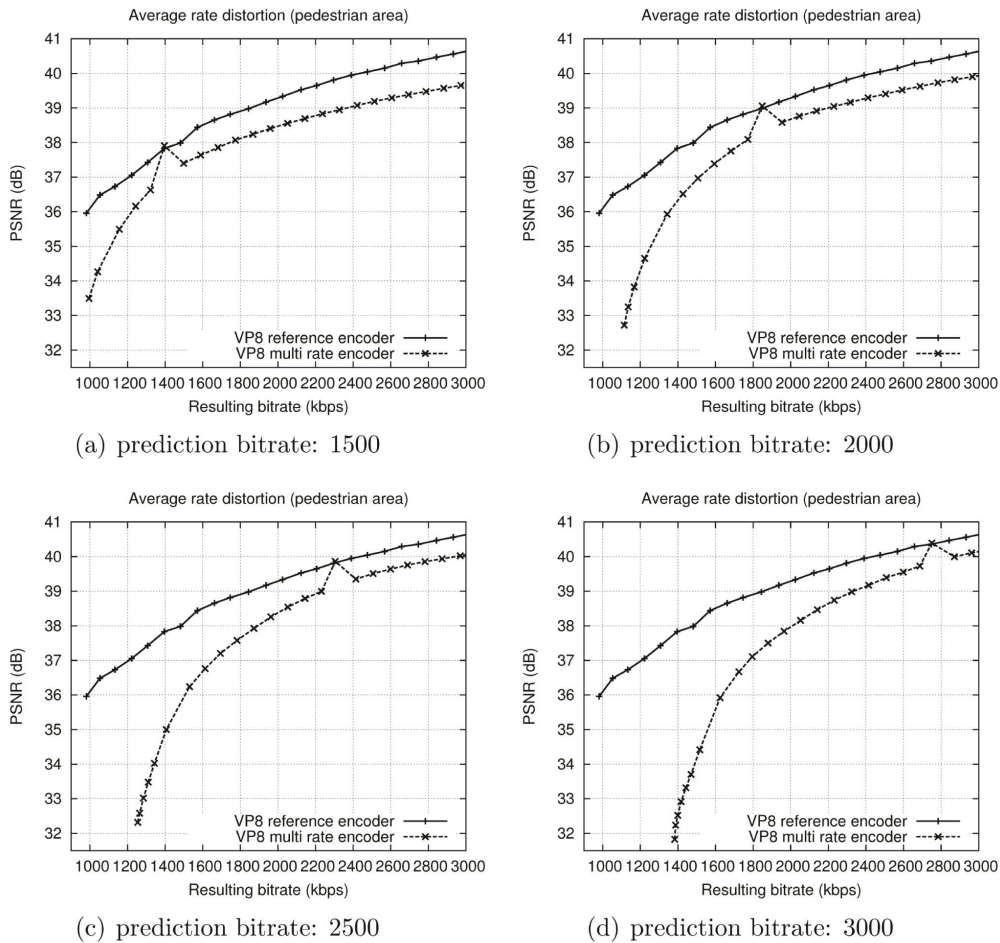 Average rate distortion (pedestrian area)
41
40
39
38
37
36
35
34
33
32
PSNR (dB)
VP8 reference encoder
VP8 multi rate encoder
1000 1200 1400 1600 1800 2000 2200 2400 2600 2800 3000
Resulting bitrate (kbps)
(a) prediction bitrate: 1500
Average rate distortion (pedestrian area)
41
40
39
38
37
36
35
34
33
32
PSNR (dB)
VP8 reference encoder
VP8 multi rate encoder
1000 1200 1400 1600 1800 2000 2200 2400 2600 2800 3000
Resulting bitrate (kbps)
(b) prediction bitrate: 2000
Average rate distortion (pedestrian area)
41
40
39
38
37
36
35
34
33
32
PSNR (dB)
VP8 reference encoder
VP8 multi rate encoder
1000 1200 1400 1600 1800 2000 2200 2400 2600 2800 3000
Resulting bitrate (kbps)
(c) prediction bitrate: 2500
Average rate distortion (pedestrian area)
41
40
39
38
37
36
35
34
33
32
PSNR (dB)
VP8 reference encoder
VP8 multi rate encoder
1000 1200 1400 1600 1800 2000 2200 2400 2600 2800 3000
Resulting bitrate (kbps)
(d) prediction bitrate: 3000